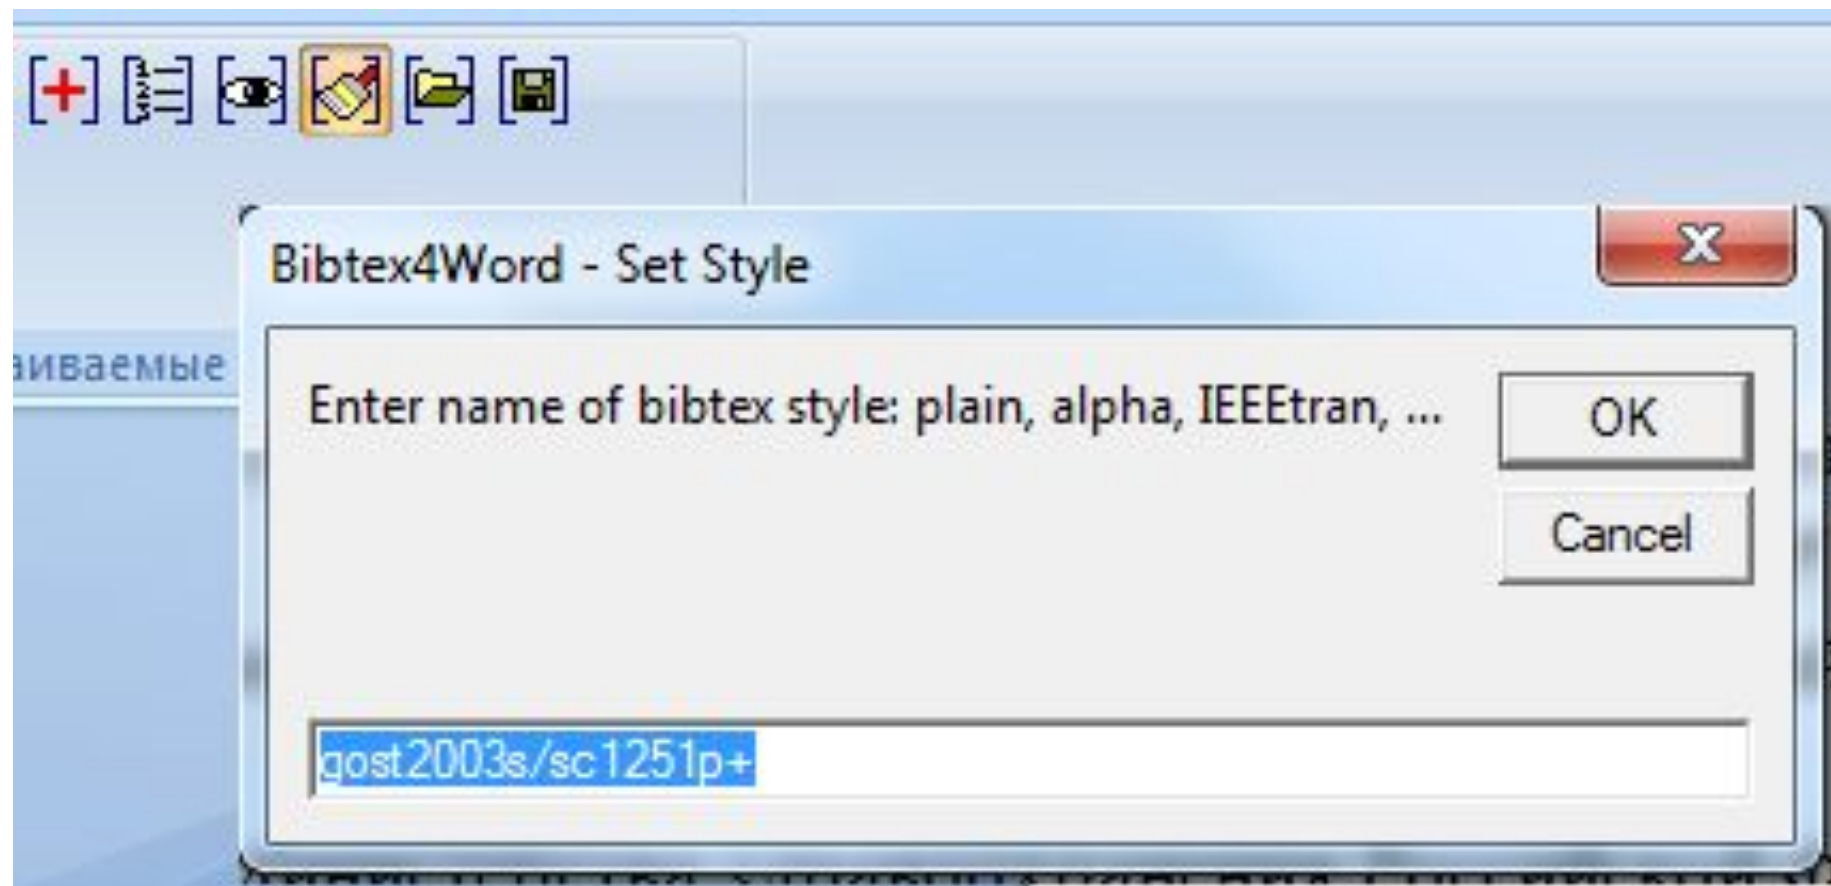 Bibtex4Word - Set Style
аиваемые
Enter name of bibtex style: plain, alpha, IEEEtran, ...
OK
Cancel
gost2003s/sc1251p+